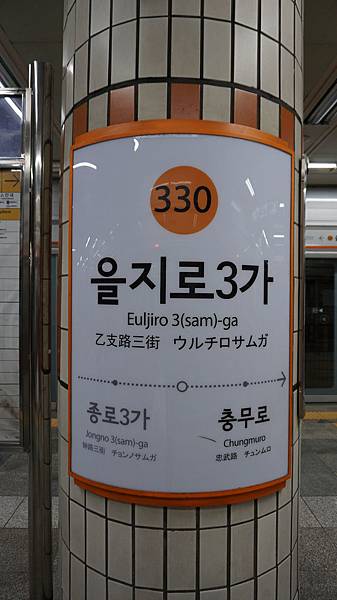 330
을지로3가
Euljiro 3(sam)-ga
乙支路三街 ウルチロサムガ
종로3가
Jongno 3(sam)-ga
鍾路三街 チョンノサムガ
충무로
Chungmuro
忠武路 チュンムロ